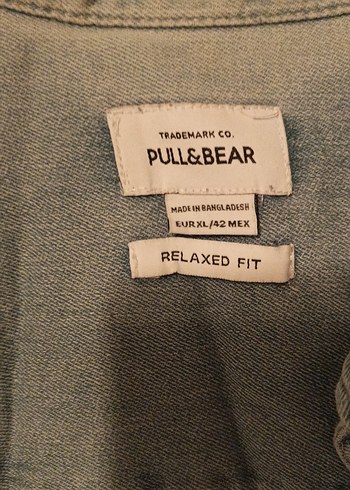 TRADEMARK CO.
PULL&BEAR
MADE IN BANGLADESH
EUR XL/42 MEX
RELAXED FIT